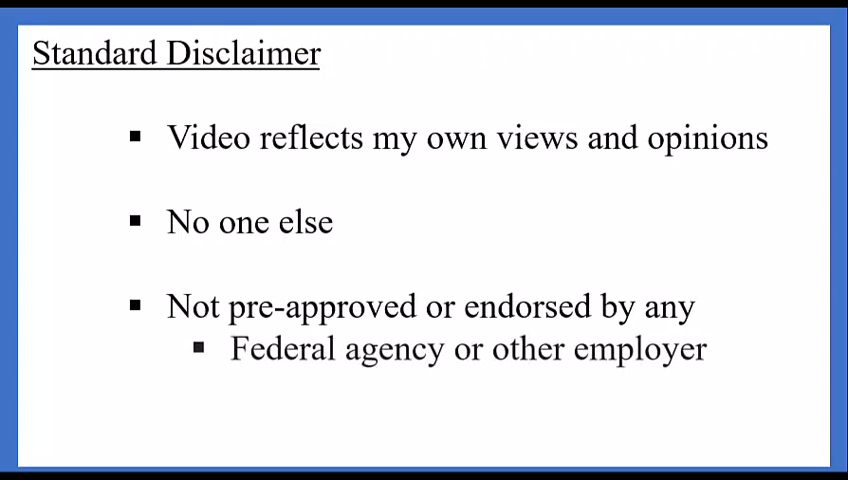 Standard Disclaimer
▪ Video reflects my own views and opinions
▪ No one else
▪ Not pre-approved or endorsed by any
▪ Federal agency or other employer